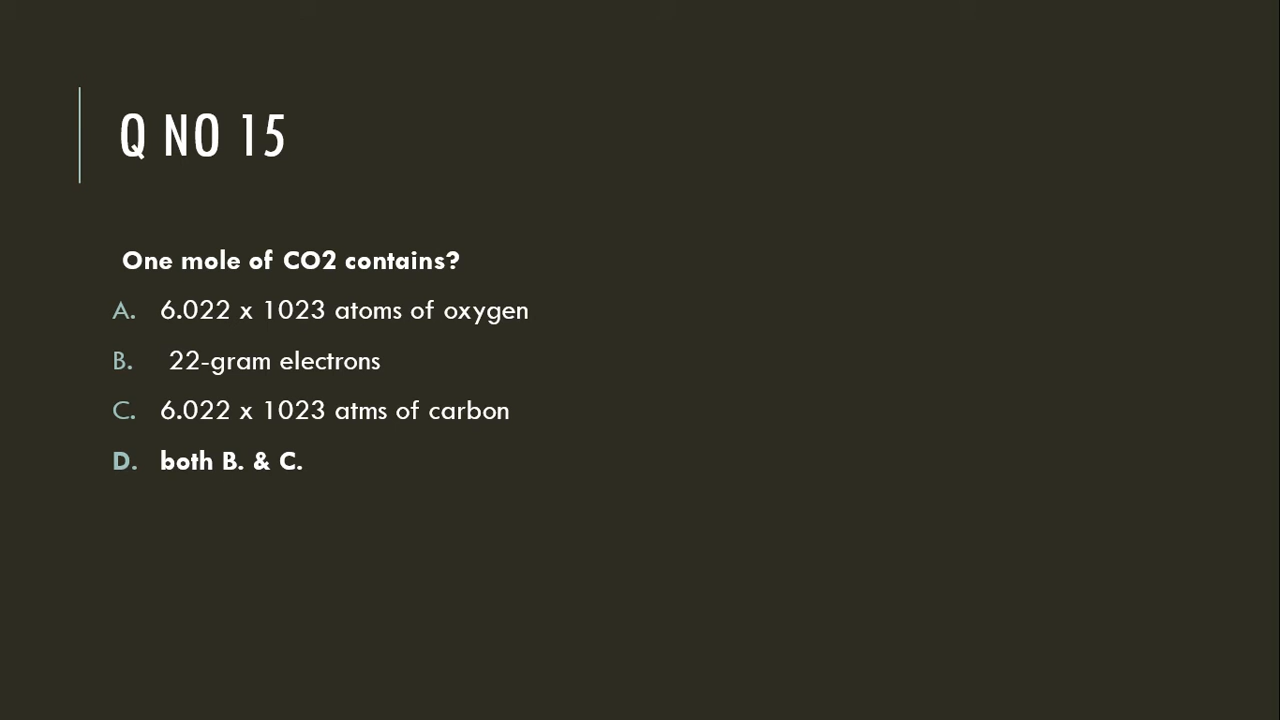 Q NO 15
One mole of CO2 contains?
A. 6.022 x 1023 atoms of oxygen
B. 22-gram electrons
C. 6.022 x 1023 atms of carbon
D. both B. & C.